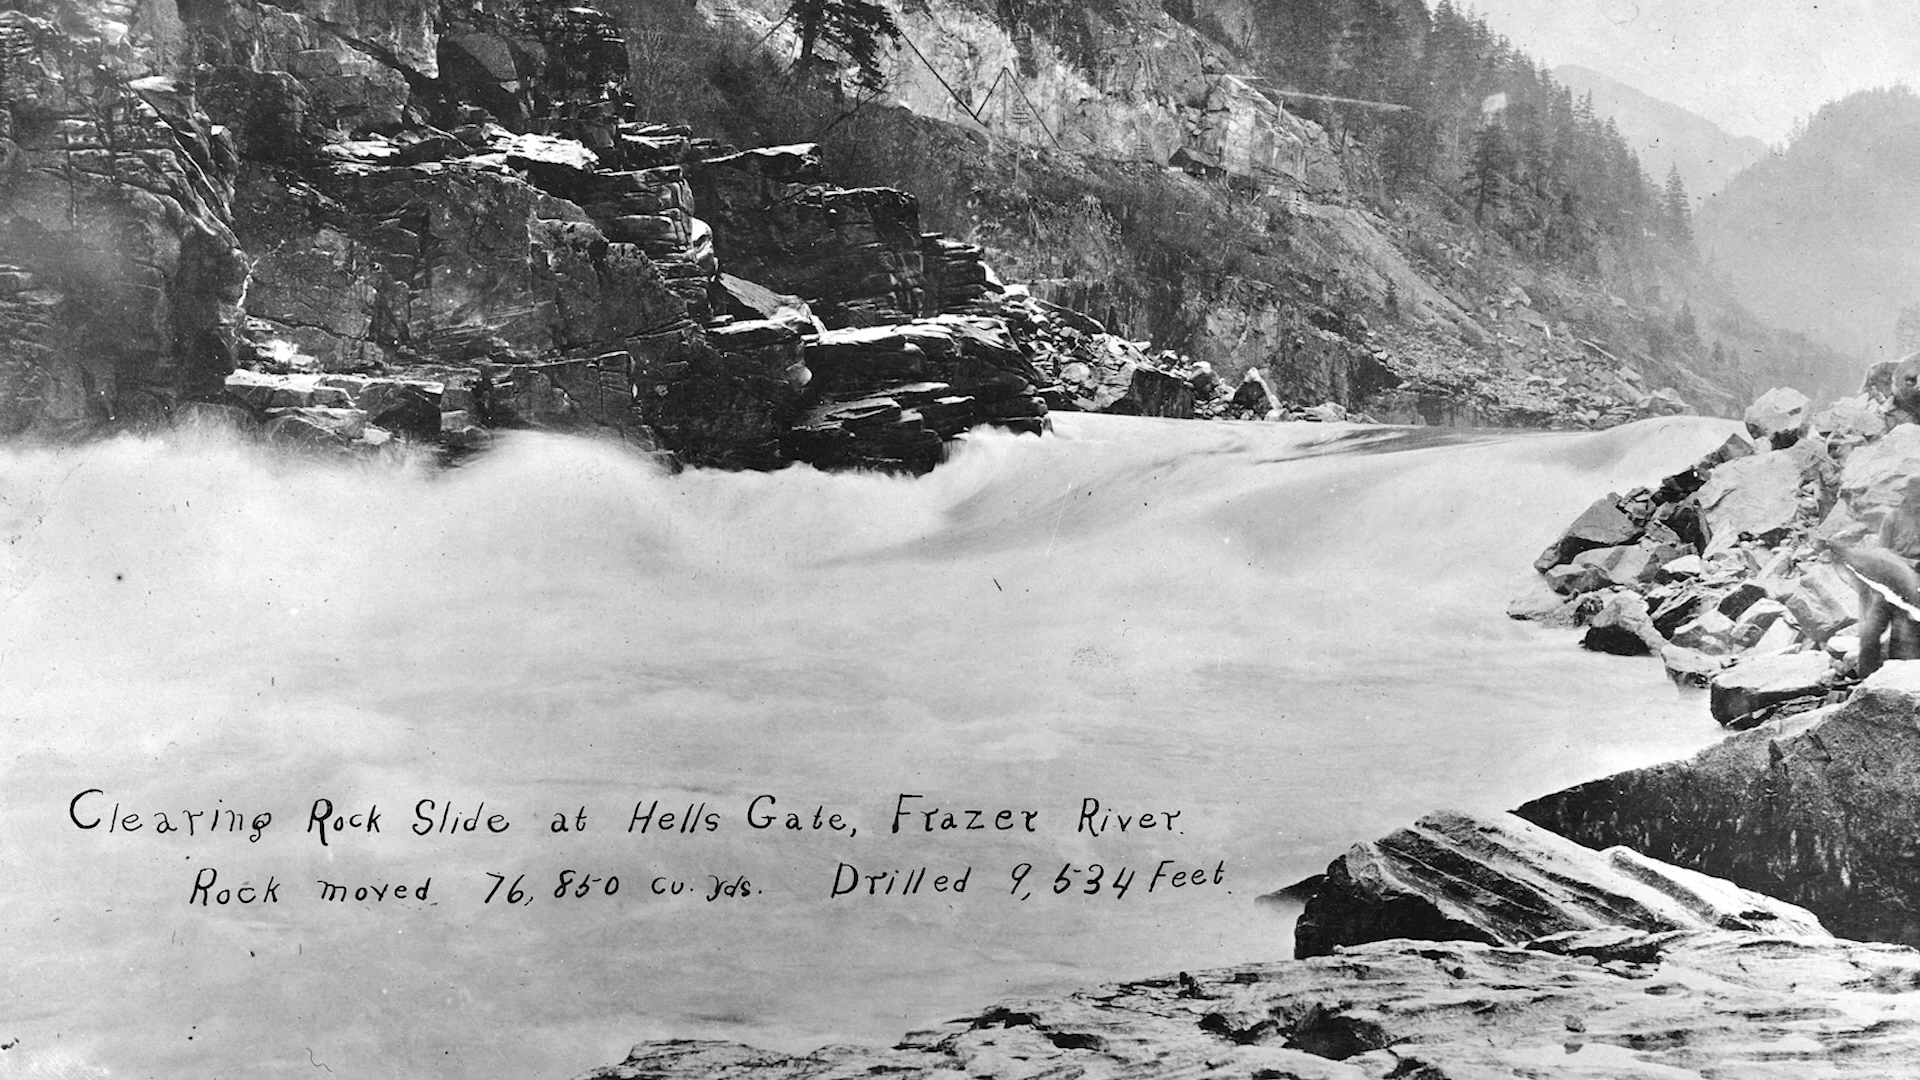 Clearing Rock Slide at Hells Gate, Frazer River.
Rock moved 76,850 cu. yds. Drilled 9,534 Feet.